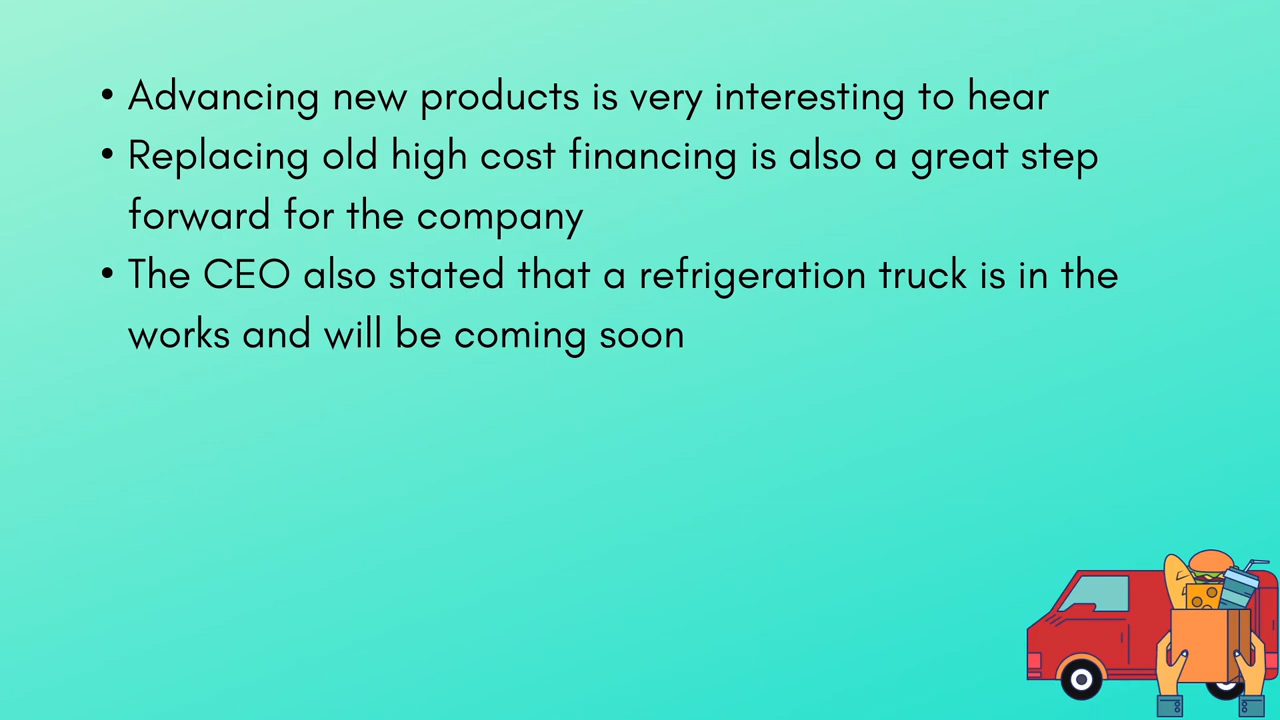 • Advancing new products is very interesting to hear
• Replacing old high cost financing is also a great step
forward for the company
• The CEO also stated that a refrigeration truck is in the
works and will be coming soon